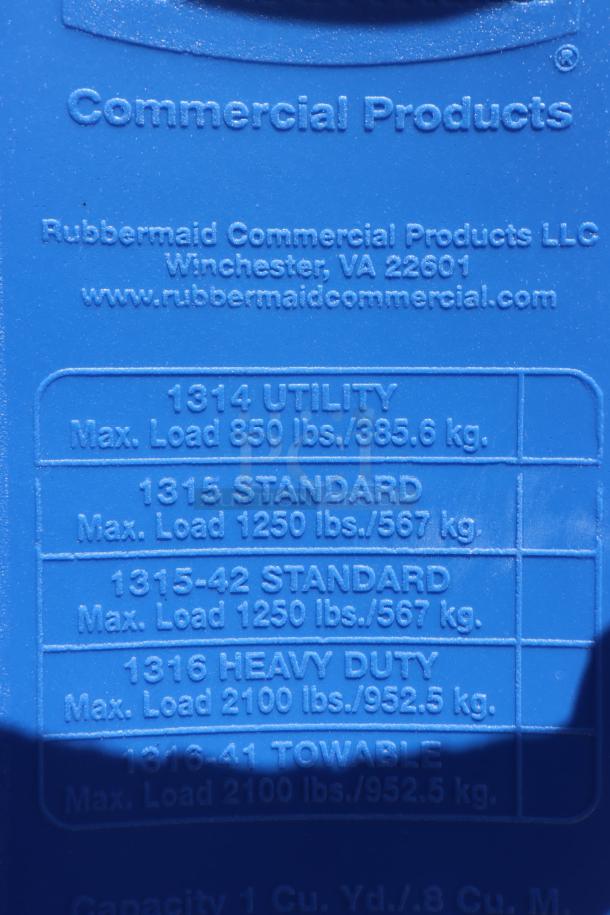 ®
Commercial Products
Rubbermaid Commercial Products LLC
Winchester, VA 22601
www.rubbermaidcommercial.com
1314 UTILITY
Max. Load 850 lbs./385.6 kg.
1315 STANDARD
Max. Load 1250 lbs./567 kg.
1315-42 STANDARD
Max. Load 1250 lbs./567 kg.
1316 HEAVY DUTY
Max. Load 2100 lbs./952.5 kg.
1316-41 TOWABLE
Max. Load 2100 lbs./952.5 kg.
Capacity 1 Cu. Yd./.8 Cu. M.